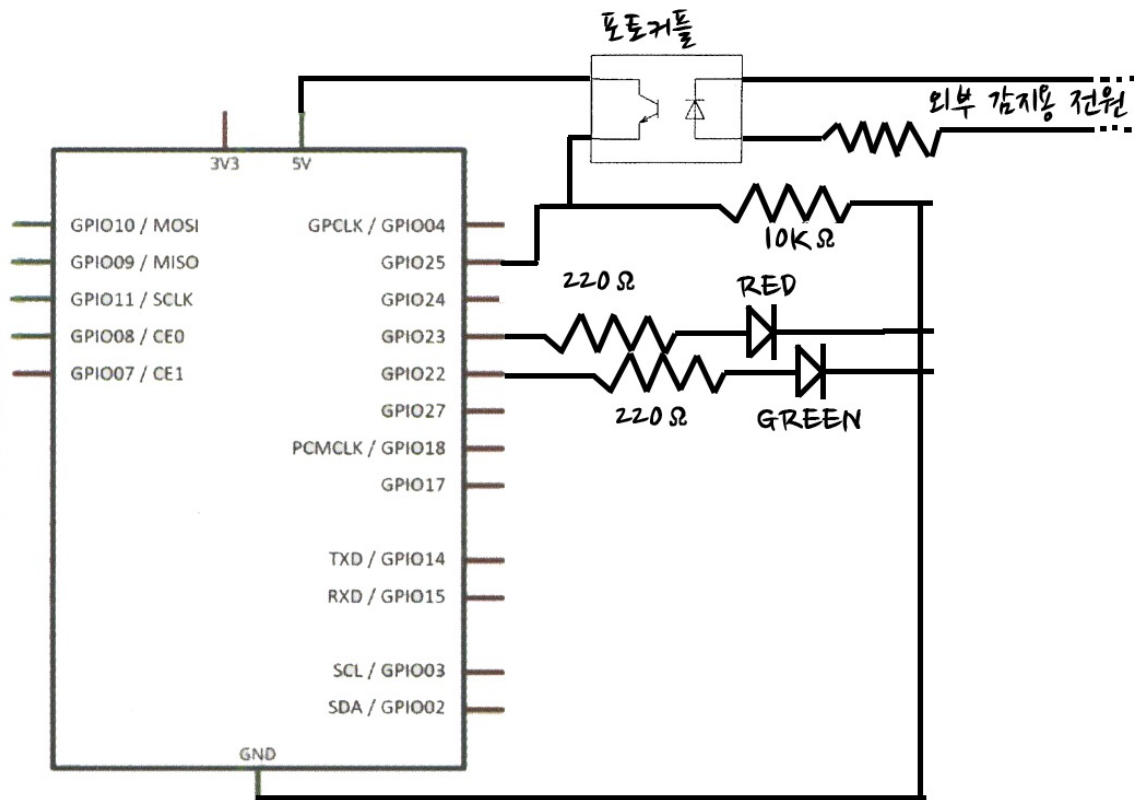 포토커플
외부 감지용 전원
3V3
5V
GPIO10 / MOSI
GPCLK / GPIO04
GPIO09 / MISO
GPIO25
10KΩ
GPIO11 / SCLK
GPIO24
220Ω
RED
GPIO08 / CE0
GPIO23
GPIO07 / CE1
GPIO22
220Ω
GREEN
GPIO27
PCMCLK / GPIO18
GPIO17
TXD / GPIO14
RXD / GPIO15
SCL / GPIO03
SDA / GPIO02
GND